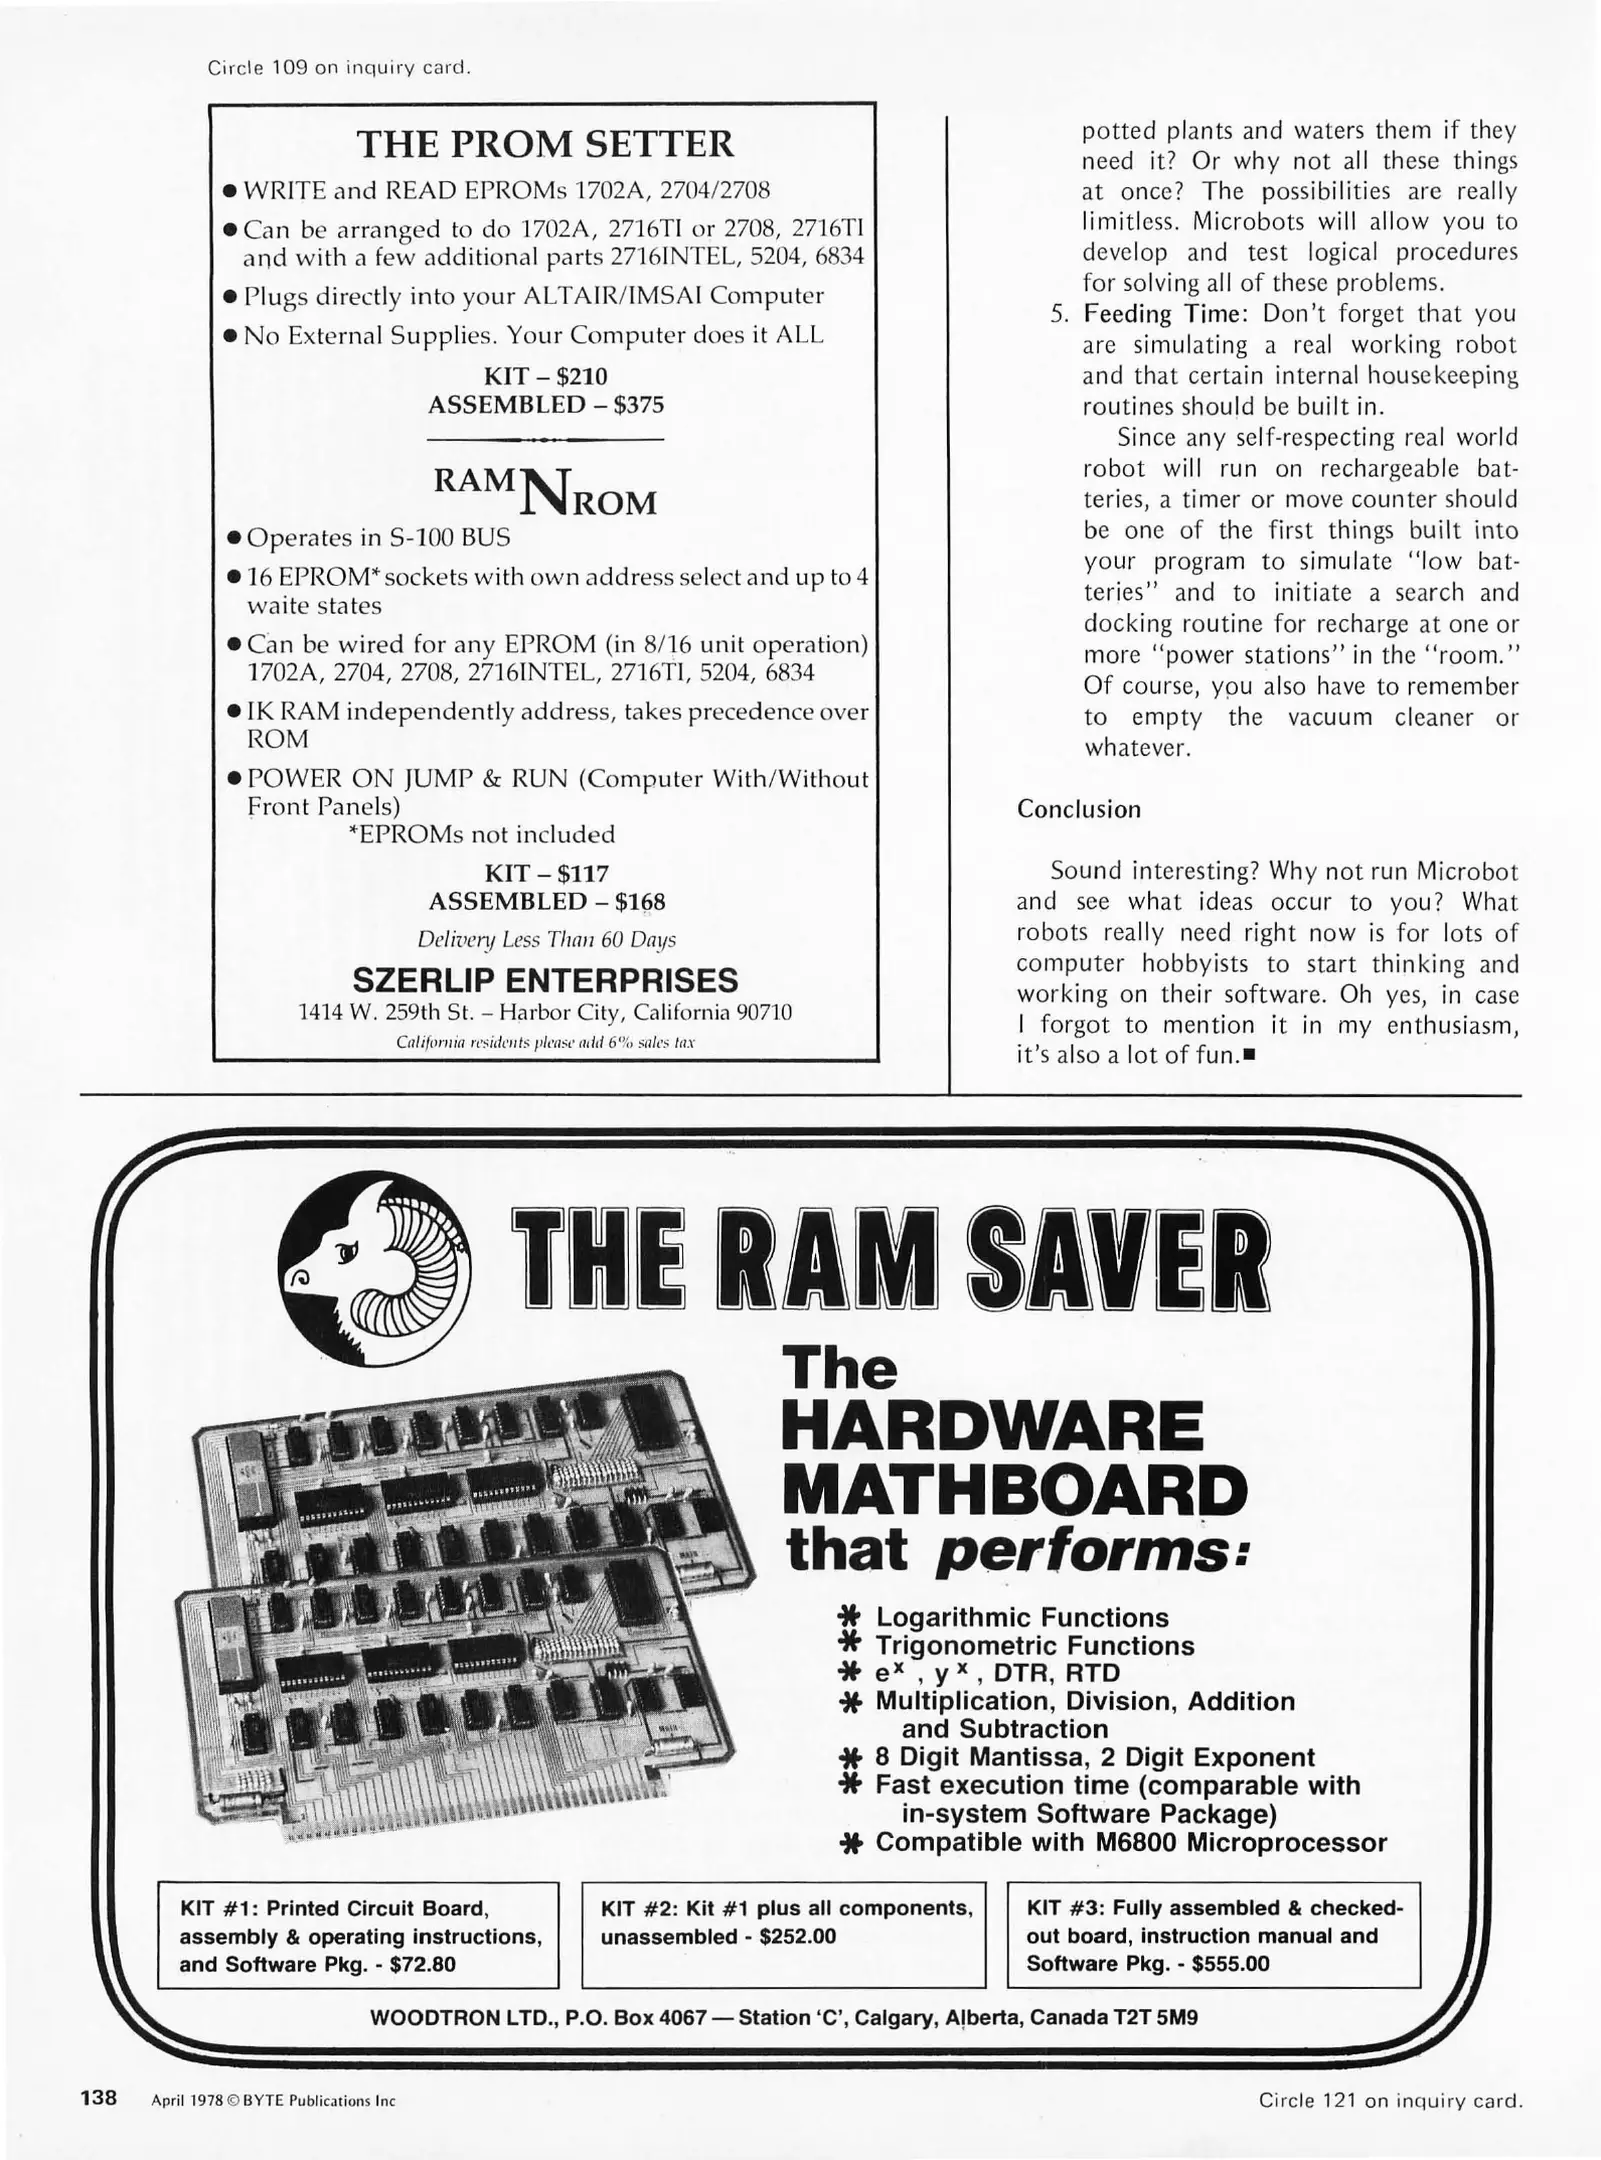 Circle 109 on inquiry card.
THE PROM SETTER
● WRITE and READ EPROMs 1702A, 2704/2708
● Can be arranged to do 1702A, 2716TI or 2708, 2716TI
and with a few additional parts 2716INTEL, 5204, 6834
● Plugs directly into your ALTAIR/IMSAI Computer
● No External Supplies. Your Computer does it ALL
KIT – $210
ASSEMBLED – $375
RAM N ROM
● Operates in S-100 BUS
● 16 EPROM* sockets with own address select and up to 4
waite states
● Can be wired for any EPROM (in 8/16 unit operation)
1702A, 2704, 2708, 2716INTEL, 2716TI, 5204, 6834
● IK RAM independently address, takes precedence over
ROM
● POWER ON JUMP & RUN (Computer With/Without
Front Panels)
*EPROMs not included
KIT – $117
ASSEMBLED – $168
Delivery Less Than 60 Days
SZERLIP ENTERPRISES
1414 W. 259th St. – Harbor City, California 90710
California residents please add 6% sales tax
potted plants and waters them if they
need it? Or why not all these things
at once? The possibilities are really
limitless. Microbots will allow you to
develop and test logical procedures
for solving all of these problems.
5. Feeding Time: Don't forget that you
are simulating a real working robot
and that certain internal housekeeping
routines should be built in.
Since any self-respecting real world
robot will run on rechargeable bat-
teries, a timer or move counter should
be one of the first things built into
your program to simulate "low bat-
teries" and to initiate a search and
docking routine for recharge at one or
more "power stations" in the "room."
Of course, you also have to remember
to empty the vacuum cleaner or
whatever.
Conclusion
Sound interesting? Why not run Microbot
and see what ideas occur to you? What
robots really need right now is for lots of
computer hobbyists to start thinking and
working on their software. Oh yes, in case
I forgot to mention it in my enthusiasm,
it's also a lot of fun.■
THE RAM SAVER
The
HARDWARE
MATHBOARD
that performs:
* Logarithmic Functions
* Trigonometric Functions
* eˣ , yˣ , DTR, RTD
* Multiplication, Division, Addition
and Subtraction
* 8 Digit Mantissa, 2 Digit Exponent
* Fast execution time (comparable with
in-system Software Package)
* Compatible with M6800 Microprocessor
KIT #1: Printed Circuit Board,
assembly & operating instructions,
and Software Pkg. - $72.80
KIT #2: Kit #1 plus all components,
unassembled - $252.00
KIT #3: Fully assembled & checked-
out board, instruction manual and
Software Pkg. - $555.00
WOODTRON LTD., P.O. Box 4067 — Station 'C', Calgary, Alberta, Canada T2T 5M9
138 April 1978 © BYTE Publications Inc
Circle 121 on inquiry card.